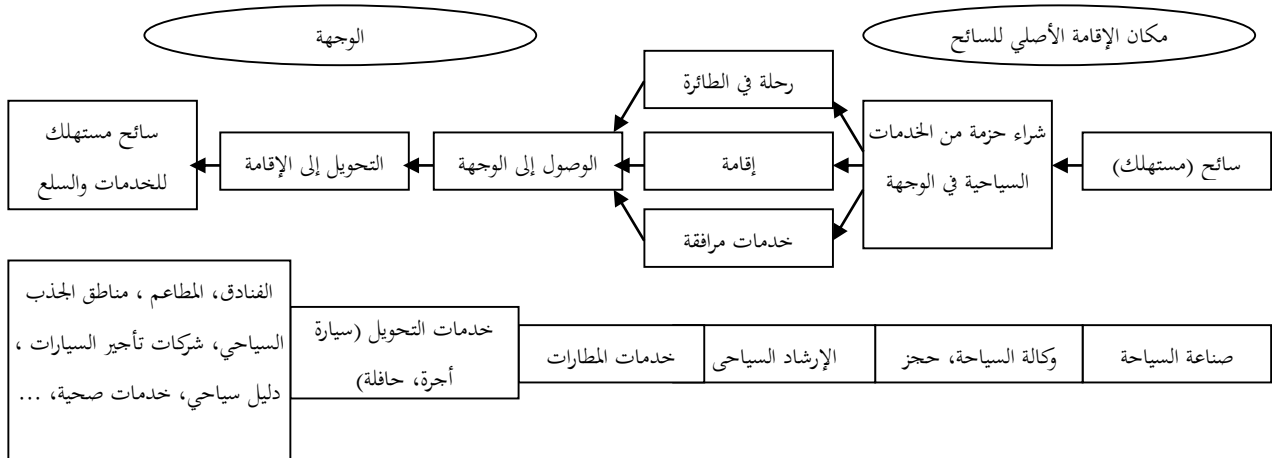 مكان الإقامة الأصلي للسائح
الوجهة
سائح (مستهلك)
شراء حزمة من الخدمات
السياحية في الوجهة
رحلة في الطائرة
إقامة
خدمات مرافقة
الوصول إلى الوجهة
التحويل إلى الإقامة
سائح مستهلك
للخدمات والسلع
صناعة السياحة
وكالة السياحة، حجز
الإرشاد السياحى
خدمات المطارات
خدمات التحويل (سيارة
أجرة، حافلة)
الفنادق، المطاعم ، مناطق الجذب
السياحي، شركات تأجير السيارات ،
دليل سياحي، خدمات صحية، ...